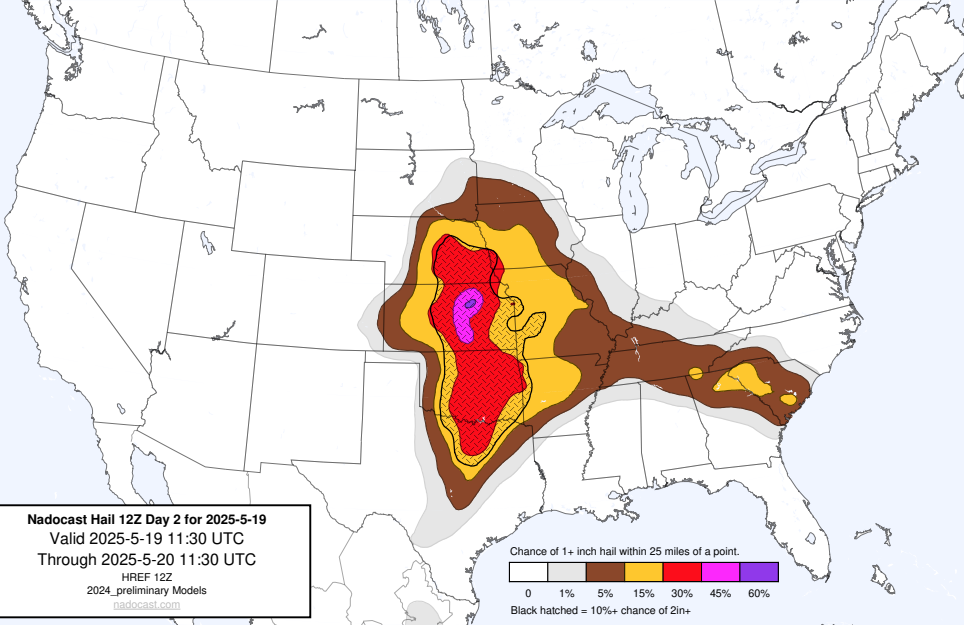 Nadocast Hail 12Z Day 2 for 2025-5-19
Valid 2025-5-19 11:30 UTC
Through 2025-5-20 11:30 UTC
HREF 12Z
2024_preliminary Models
nadocast.com
Chance of 1+ inch hail within 25 miles of a point.
0 1% 5% 15% 30% 45% 60%
Black hatched = 10%+ chance of 2in+